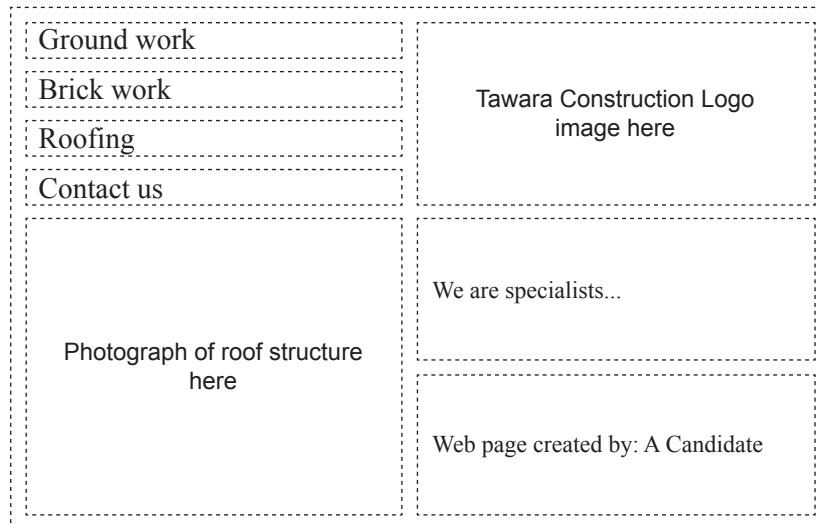 Ground work
Brick work
Roofing
Contact us
Photograph of roof structure
here
Tawara Construction Logo
image here
We are specialists...
Web page created by: A Candidate